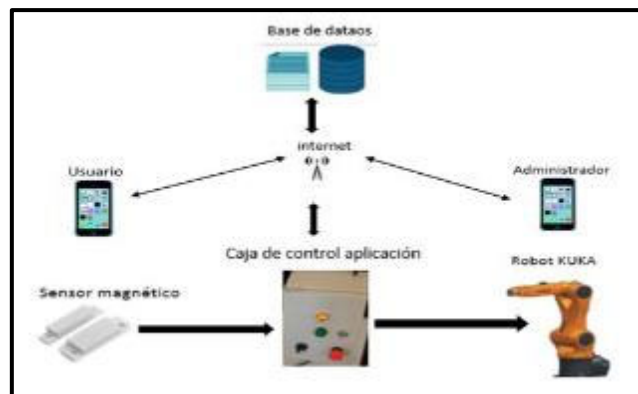 Base de dataos
internet
Usuario
Administrador
Caja de control aplicación
Robot KUKA
Sensor magnético